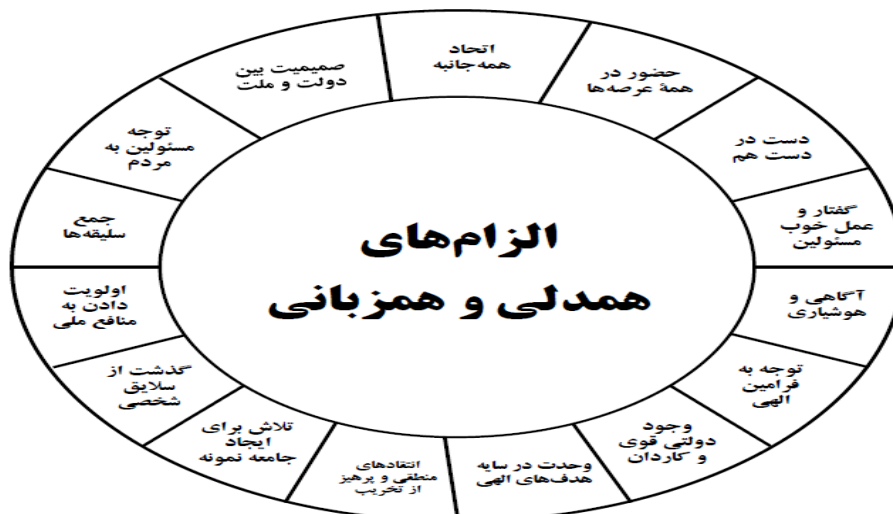 الزام‌های
همدلی و همزبانی
اتحاد
همه‌جانبه
حضور در
همهٔ عرصه‌ها
دست در
دست هم
گفتار و
عمل خوب
مسئولین
آگاهی و
هوشیاری
توجه به
فرامین
الهی
وجود
دولتی قوی
و کاردان
وحدت در سایه
هدف‌های الهی
انتقادهای
منطقی و پرهیز
از تخریب
تلاش برای
ایجاد
جامعه نمونه
گذشت از
سلایق
شخصی
اولویت
دادن به
منافع ملی
جمع
سلیقه‌ها
توجه
مسئولین به
مردم
صمیمیت بین
دولت و ملت